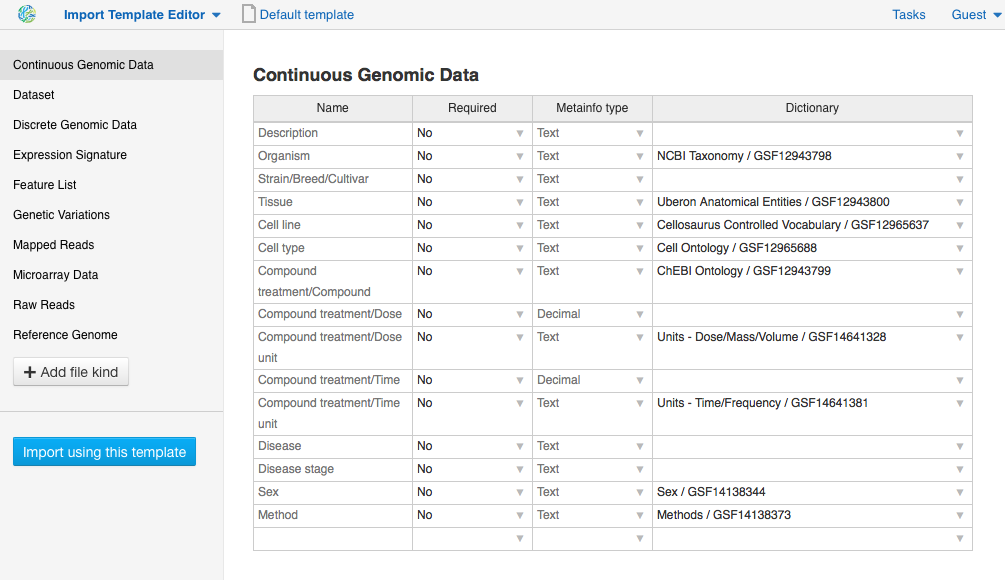 Import Template Editor Default template Tasks Guest
Continuous Genomic Data
Dataset
Discrete Genomic Data
Expression Signature
Feature List
Genetic Variations
Mapped Reads
Microarray Data
Raw Reads
Reference Genome
Add file kind
Import using this template
Continuous Genomic Data
Name Required Metainfo type Dictionary
Description No Text
Organism No Text NCBI Taxonomy / GSF12943798
Strain/Breed/Cultivar No Text
Tissue No Text Uberon Anatomical Entities / GSF12943800
Cell line No Text Cellosaurus Controlled Vocabulary / GSF12965637
Cell type No Text Cell Ontology / GSF12965688
Compound No Text ChEBI Ontology / GSF12943799
treatment/Compound
Compound treatment/Dose No Decimal
Compound treatment/Dose No Text Units - Dose/Mass/Volume / GSF14641328
unit
Compound treatment/Time No Decimal
Compound treatment/Time No Text Units - Time/Frequency / GSF14641381
unit
Disease No Text
Disease stage No Text
Sex No Text Sex / GSF14138344
Method No Text Methods / GSF14138373